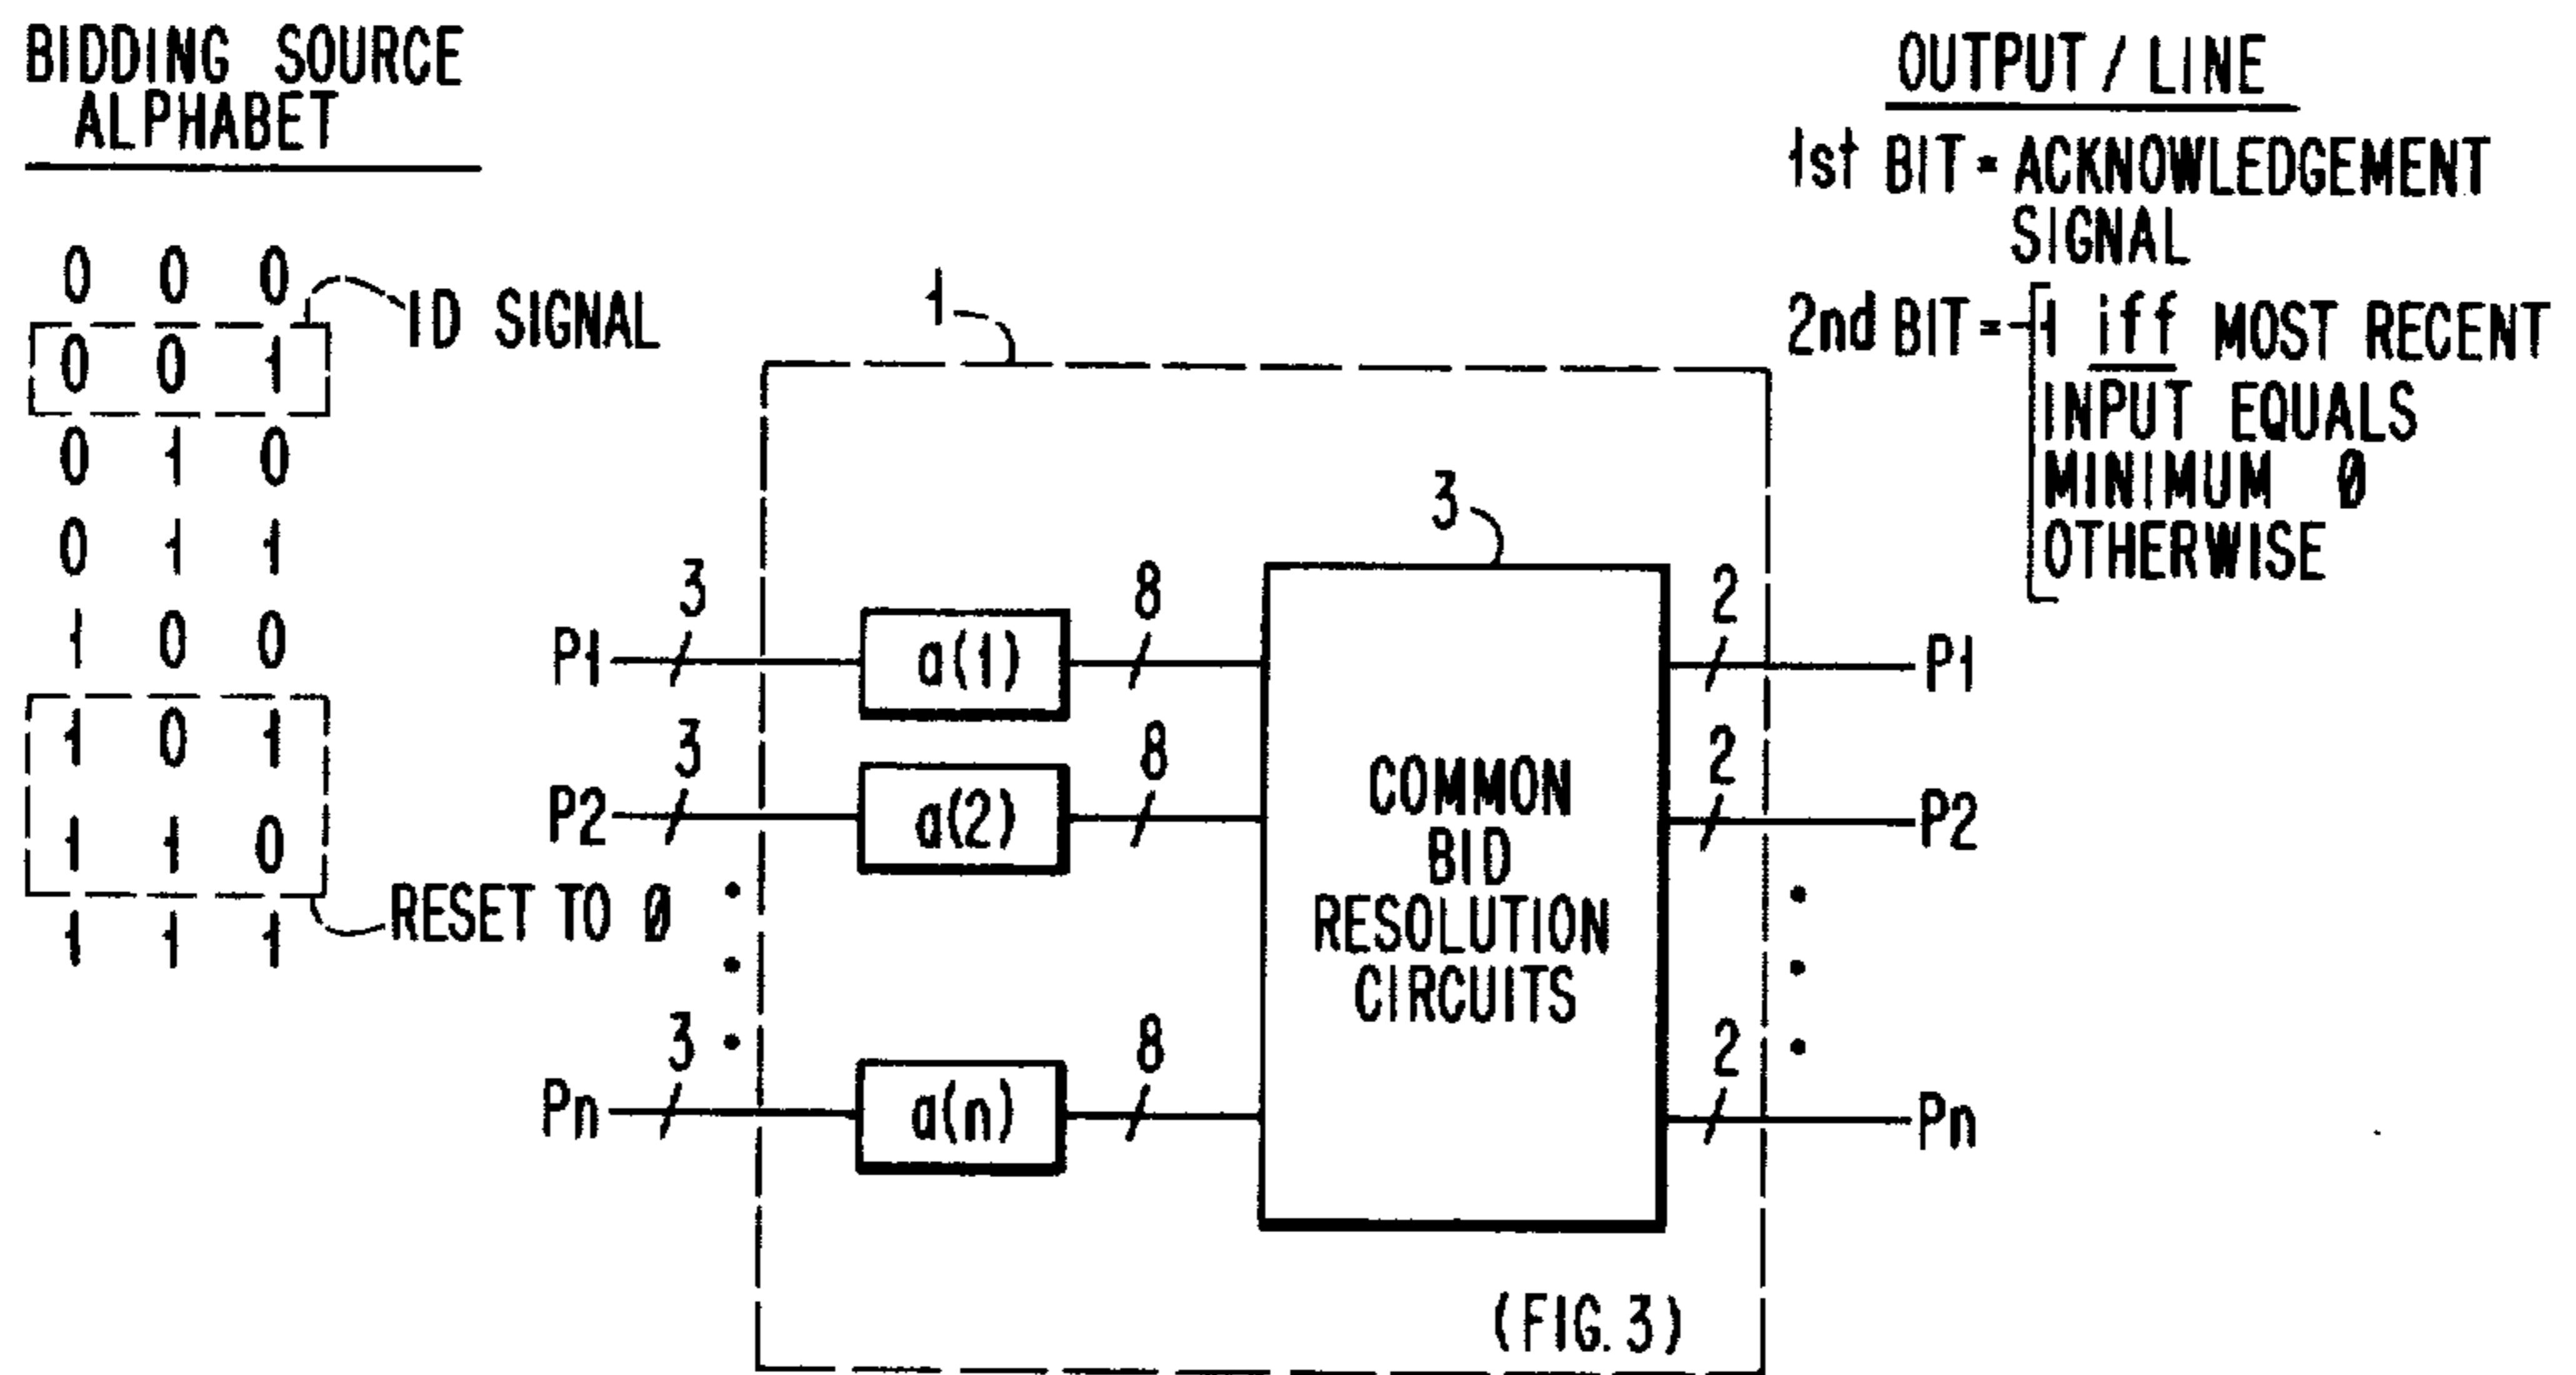 BIDDING SOURCE
ALPHABET
0 0 0
0 0 1
ID SIGNAL
0 1 0
0 1 1
1 0 0
1 0 1
1 1 0
RESET TO Ø
1 1 1
OUTPUT / LINE
1st BIT = ACKNOWLEDGEMENT
SIGNAL
2nd BIT = 1 iff MOST RECENT
INPUT EQUALS
MINIMUM Ø
OTHERWISE
1
3
P1 3 a(1) 8 2 P1
P2 3 a(2) 8 2 P2
COMMON
BID
RESOLUTION
CIRCUITS
Pn 3 a(n) 8 2 Pn
(FIG. 3)